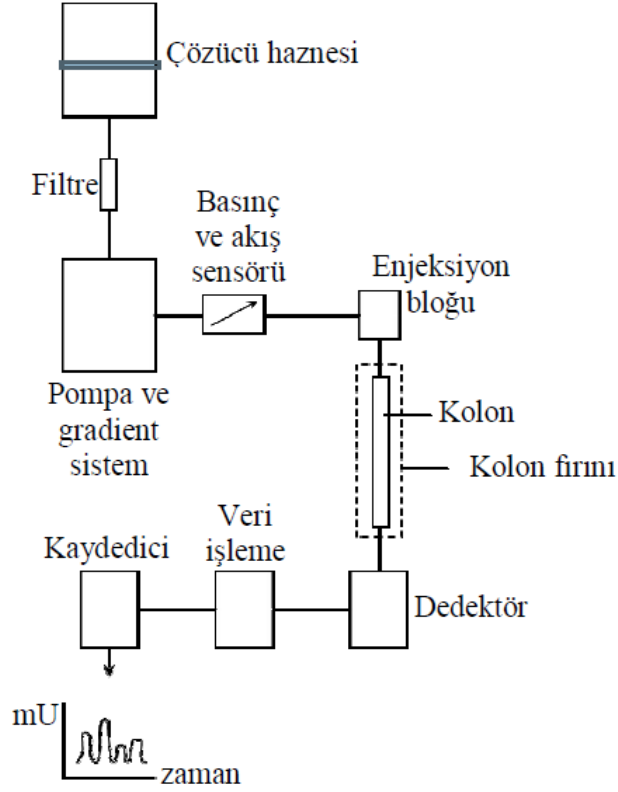 Çözücü haznesi
Filtre
Basınç
ve akış
sensörü
Enjeksiyon
bloğu
Pompa ve
gradient
sistem
Kolon
Kolon fırını
Veri
işleme
Kaydedici
Dedektör
mU
zaman